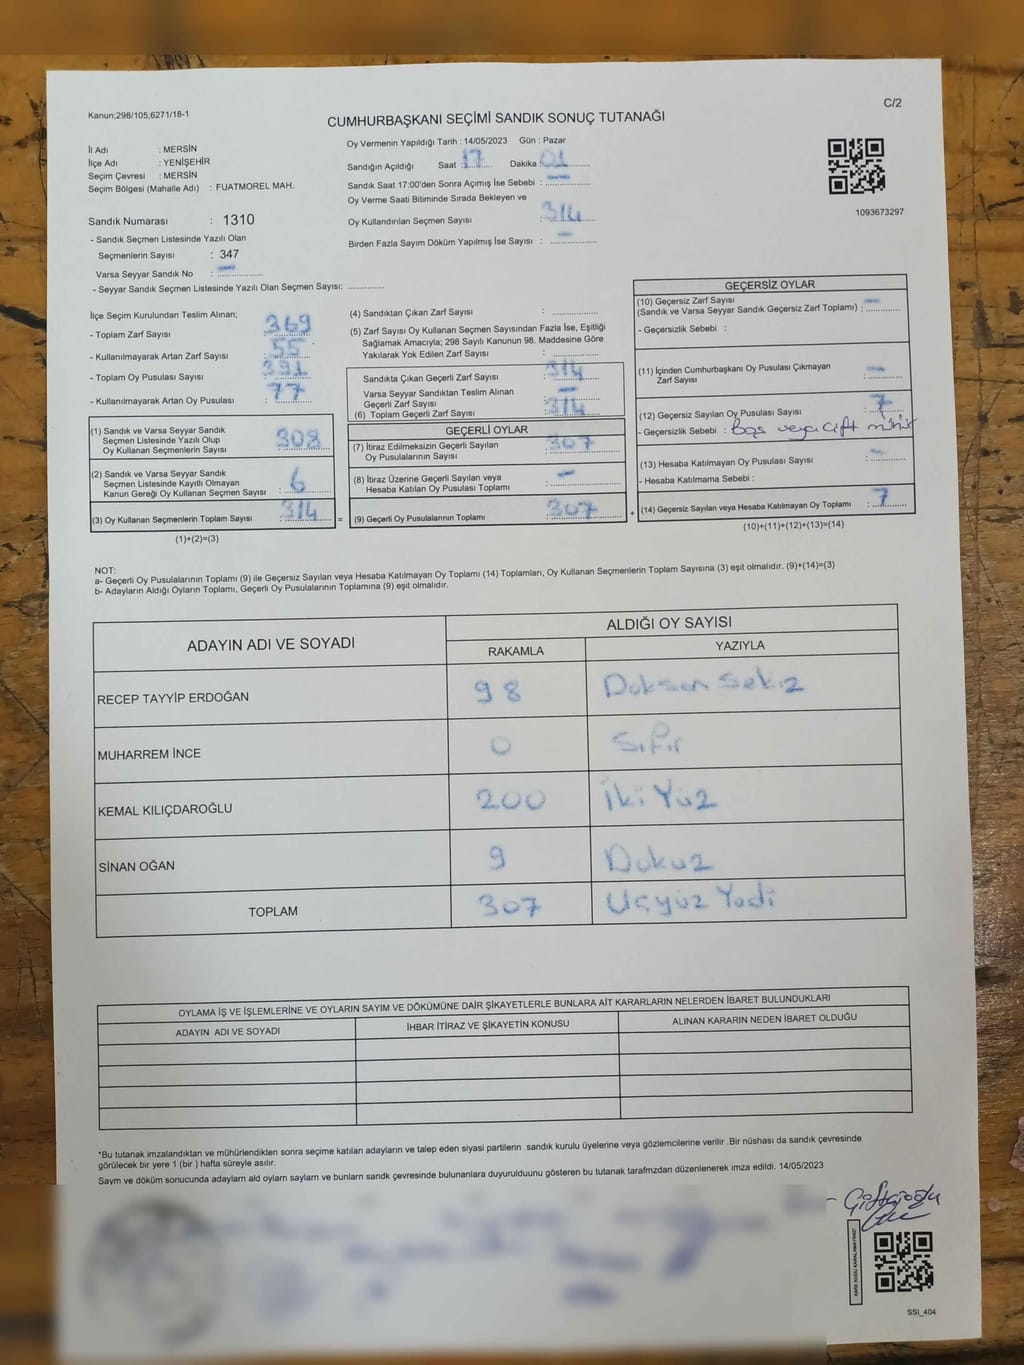 Kanun;298/105;6271/18-1
C/2
CUMHURBAŞKANI SEÇİMİ SANDIK SONUÇ TUTANAĞI
İl Adı : MERSİN
İlçe Adı : YENİŞEHİR
Seçim Çevresi : MERSİN
Seçim Bölgesi (Mahalle Adı) : FUATMOREL MAH.
Sandık Numarası : 1310
- Sandık Seçmen Listesinde Yazılı Olan
Seçmenlerin Sayısı : 347
Varsa Seyyar Sandık No : —
- Seyyar Sandık Seçmen Listesinde Yazılı Olan Seçmen Sayısı: ............
Oy Vermenin Yapıldığı Tarih : 14/05/2023 Gün : Pazar
Sandığın Açıldığı Saat : 17 Dakika 01
Sandık Saat 17:00'den Sonra Açımış İse Sebebi : —
Oy Verme Saati Bitiminde Sırada Bekleyen ve
Oy Kullandırılan Seçmen Sayısı : 314
Birden Fazla Sayım Döküm Yapılmış İse Sayısı : —
1093673297
İlçe Seçim Kurulundan Teslim Alınan;
- Toplam Zarf Sayısı : 369
- Kullanılmayarak Artan Zarf Sayısı : 55
- Toplam Oy Pusulası Sayısı : 391
- Kullanılmayarak Artan Oy Pusulası : 77
(1) Sandık ve Varsa Seyyar Sandık
Seçmen Listesinde Yazılı Olup
Oy Kullanan Seçmenlerin Sayısı : 308
(2) Sandık ve Varsa Seyyar Sandık
Seçmen Listesinde Kayıtlı Olmayan
Kanun Gereği Oy Kullanan Seçmen Sayısı : 6
(3) Oy Kullanan Seçmenlerin Toplam Sayısı : 314 =
(1)+(2)=(3)
(4) Sandıktan Çıkan Zarf Sayısı :
(5) Zarf Sayısı Oy Kullanan Seçmen Sayısından Fazla İse, Eşitliği
Sağlamak Amacıyla; 298 Sayılı Kanunun 98. Maddesine Göre
Yakılarak Yok Edilen Zarf Sayısı :
Sandıkta Çıkan Geçerli Zarf Sayısı : 314
Varsa Seyyar Sandıktan Teslim Alınan
Geçerli Zarf Sayısı : —
(6) Toplam Geçerli Zarf Sayısı : 314
GEÇERLİ OYLAR
(7) İtiraz Edilmeksizin Geçerli Sayılan
Oy Pusulalarının Sayısı : 307
(8) İtiraz Üzerine Geçerli Sayılan veya
Hesaba Katılan Oy Pusulası Toplamı : —
(9) Geçerli Oy Pusulalarının Toplamı : 307 +
GEÇERSİZ OYLAR
(10) Geçersiz Zarf Sayısı
(Sandık ve Varsa Seyyar Sandık Geçersiz Zarf Toplamı) : —
- Geçersizlik Sebebi :
(11) İçinden Cumhurbaşkanı Oy Pusulası Çıkmayan
Zarf Sayısı : —
(12) Geçersiz Sayılan Oy Pusulası Sayısı : 7
- Geçersizlik Sebebi : Boş veya Çift mühür
(13) Hesaba Katılmayan Oy Pusulası Sayısı : —
- Hesaba Katılmama Sebebi :
(14) Geçersiz Sayılan veya Hesaba Katılmayan Oy Toplamı : 7
(10)+(11)+(12)+(13)=(14)
NOT:
a- Geçerli Oy Pusulalarının Toplamı (9) ile Geçersiz Sayılan veya Hesaba Katılmayan Oy Toplamı (14) Toplamları, Oy Kullanan Seçmenlerin Toplam Sayısına (3) eşit olmalıdır. (9)+(14)=(3)
b- Adayların Aldığı Oyların Toplamı, Geçerli Oy Pusulalarının Toplamına (9) eşit olmalıdır.
ADAYIN ADI VE SOYADI ALDIĞI OY SAYISI
RAKAMLA YAZIYLA
RECEP TAYYİP ERDOĞAN 98 Doksan Sekiz
MUHARREM İNCE 0 Sıfır
KEMAL KILIÇDAROĞLU 200 İki Yüz
SİNAN OĞAN 9 Dokuz
TOPLAM 307 Üçyüz Yedi
OYLAMA İŞ VE İŞLEMLERİNE VE OYLARIN SAYIM VE DÖKÜMÜNE DAİR ŞİKAYETLERLE BUNLARA AİT KARARLARIN NELERDEN İBARET BULUNDUKLARI
ADAYIN ADI VE SOYADI İHBAR İTİRAZ VE ŞİKAYETİN KONUSU ALINAN KARARIN NEDEN İBARET OLDUĞU
*Bu tutanak imzalandıktan ve mühürlendikten sonra seçime katılan adayların ve talep eden siyasi partilerin sandık kurulu üyelerine veya gözlemcilerine verilir .Bir nüshası da sandık çevresinde
görülecek bir yere 1 (bir ) hafta süreyle asılır.
Sayım ve döküm sonucunda adayların ald oyların sayları ve bunların sandk çevresinde bulunanlara duyurulduunu gösteren bu tutanak tarafmzdan düzenlenerek imza edildi. 14/05/2023
Çiftçioğlu
KARE KODU KARALAMAYINIZ!
SSI_404